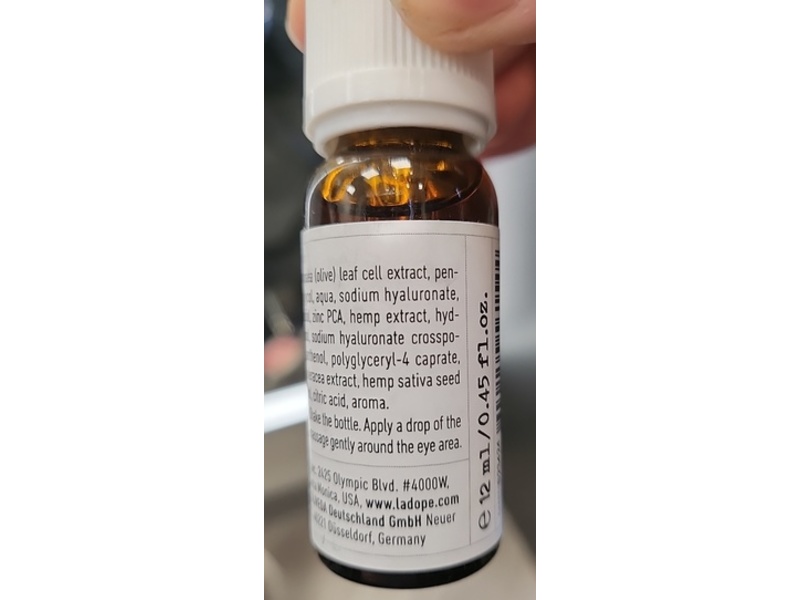 (olive) leaf cell extract, pen-
aqua, sodium hyaluronate,
zinc PCA, hemp extract, hyd-
sodium hyaluronate crosspo-
polyglyceryl-4 caprate,
extract, hemp sativa seed
citric acid, aroma.
the bottle. Apply a drop of the
gently around the eye area.
2425 Olympic Blvd. #4000W,
Monica, USA, www.ladope.com
Deutschland GmbH Neuer
Düsseldorf, Germany
℮ 12 ml/0.45 fl.oz.